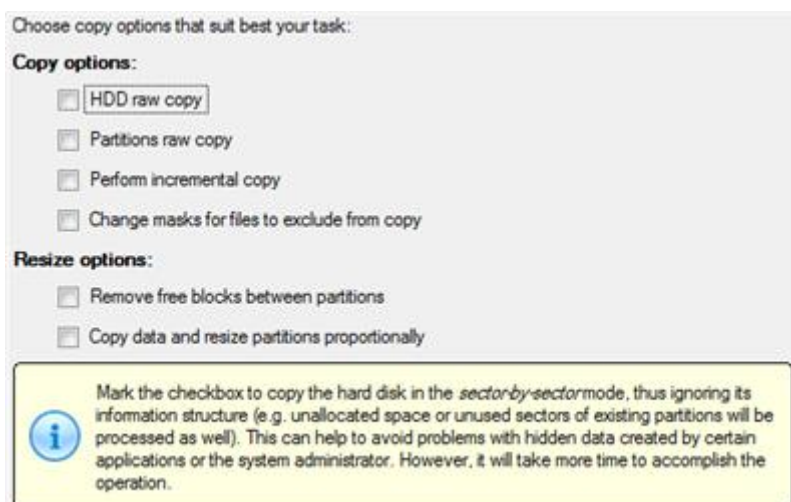 Choose copy options that suit best your task:
Copy options:
HDD raw copy
Partitions raw copy
Perform incremental copy
Change masks for files to exclude from copy
Resize options:
Remove free blocks between partitions
Copy data and resize partitions proportionally
Mark the checkbox to copy the hard disk in the sector-by-sector mode, thus ignoring its
information structure (e.g. unallocated space or unused sectors of existing partitions will be
processed as well). This can help to avoid problems with hidden data created by certain
applications or the system administrator. However, it will take more time to accomplish the
operation.